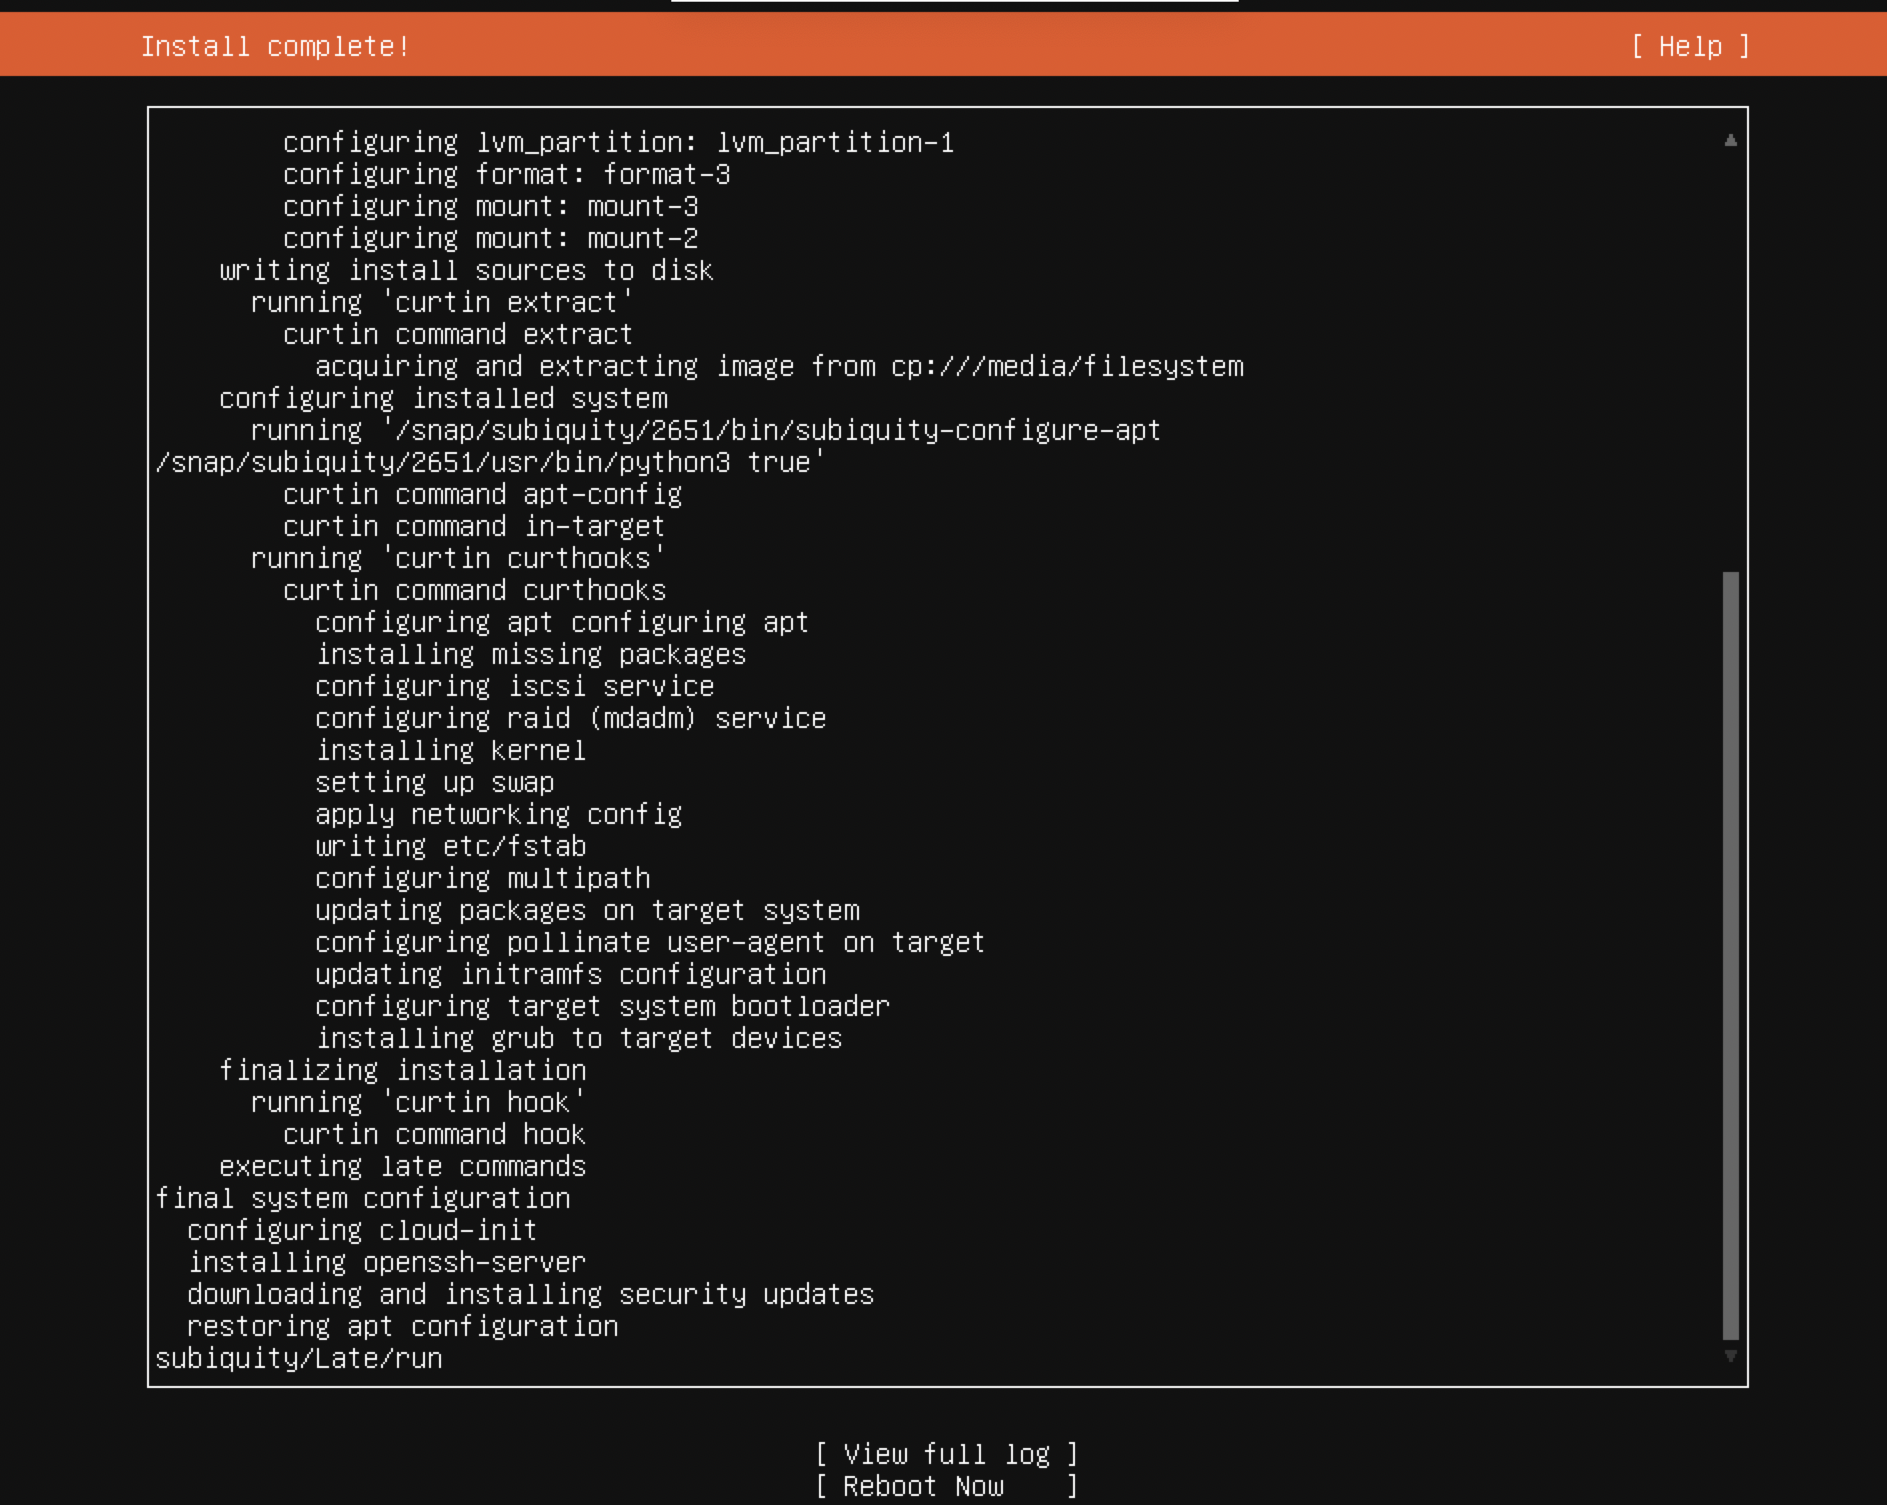 Install complete!
[ Help ]
configuring lvm_partition: lvm_partition-1
configuring format: format-3
configuring mount: mount-3
configuring mount: mount-2
writing install sources to disk
running 'curtin extract'
curtin command extract
acquiring and extracting image from cp:///media/filesystem
configuring installed system
running '/snap/subiquity/2651/bin/subiquity-configure-apt
/snap/subiquity/2651/usr/bin/python3 true'
curtin command apt-config
curtin command in-target
running 'curtin curthooks'
curtin command curthooks
configuring apt configuring apt
installing missing packages
configuring iscsi service
configuring raid (mdadm) service
installing kernel
setting up swap
apply networking config
writing etc/fstab
configuring multipath
updating packages on target system
configuring pollinate user-agent on target
updating initramfs configuration
configuring target system bootloader
installing grub to target devices
finalizing installation
running 'curtin hook'
curtin command hook
executing late commands
final system configuration
configuring cloud-init
installing openssh-server
downloading and installing security updates
restoring apt configuration
subiquity/Late/run
[ View full log ]
[ Reboot Now ]